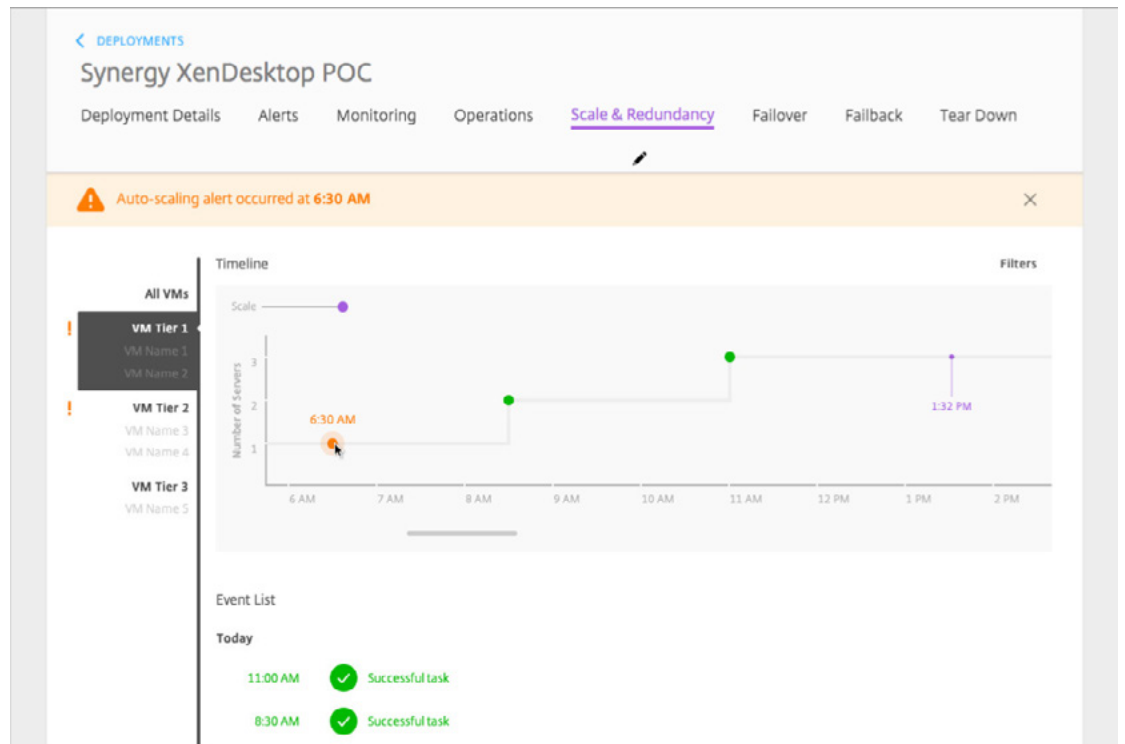 DEPLOYMENTS
Synergy XenDesktop POC
Deployment Details Alerts Monitoring Operations Scale & Redundancy Failover Failback Tear Down
! Auto-scaling alert occurred at 6:30 AM
Timeline Filters
All VMs
! VM Tier 1
VM Name 1
VM Name 2
! VM Tier 2
VM Name 3
VM Name 4
VM Tier 3
VM Name 5
Scale
Number of Servers
3
2
1
6:30 AM
1:32 PM
6 AM 7 AM 8 AM 9 AM 10 AM 11 AM 12 PM 1 PM 2 PM
Event List
Today
11:00 AM Successful task
8:30 AM Successful task